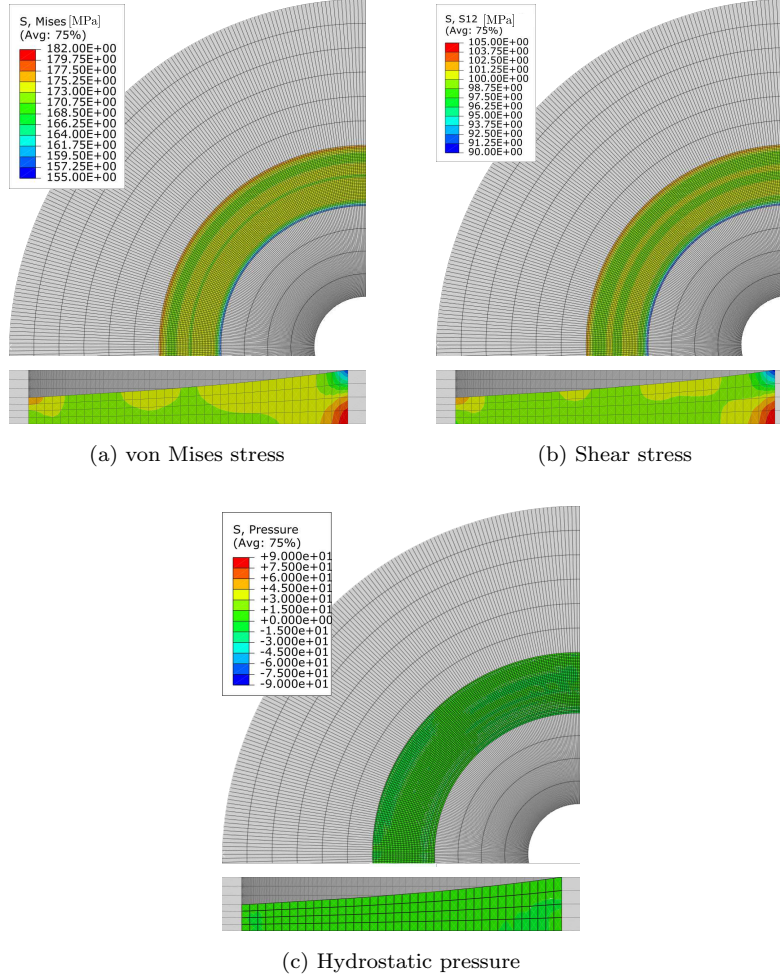 S, Mises [MPa]
(Avg: 75%)
182.00E+00
179.75E+00
177.50E+00
175.25E+00
173.00E+00
170.75E+00
168.50E+00
166.25E+00
164.00E+00
161.75E+00
159.50E+00
157.25E+00
155.00E+00
(a) von Mises stress
S, S12 [MPa]
(Avg: 75%)
105.00E+00
103.75E+00
102.50E+00
101.25E+00
100.00E+00
98.75E+00
97.50E+00
96.25E+00
95.00E+00
93.75E+00
92.50E+00
91.25E+00
90.00E+00
(b) Shear stress
S, Pressure
(Avg: 75%)
+9.000e+01
+7.500e+01
+6.000e+01
+4.500e+01
+3.000e+01
+1.500e+01
+0.000e+00
-1.500e+01
-3.000e+01
-4.500e+01
-6.000e+01
-7.500e+01
-9.000e+01
(c) Hydrostatic pressure